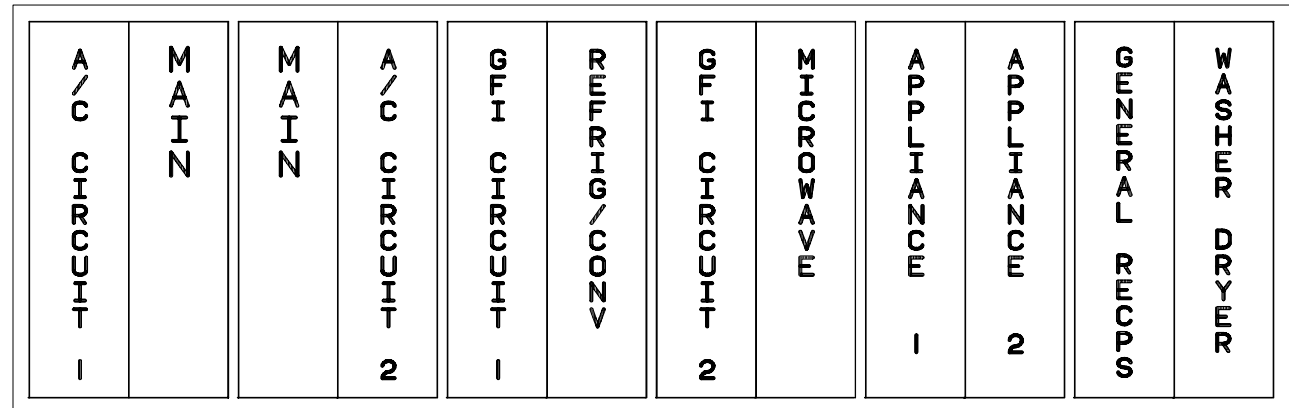 A/C CIRCUIT 1
MAIN
MAIN
A/C CIRCUIT 2
GFI CIRCUIT 1
REFRIG/CONV
GFI CIRCUIT 2
MICROWAVE
APPLIANCE 1
APPLIANCE 2
GENERAL RECPS
WASHER DRYER